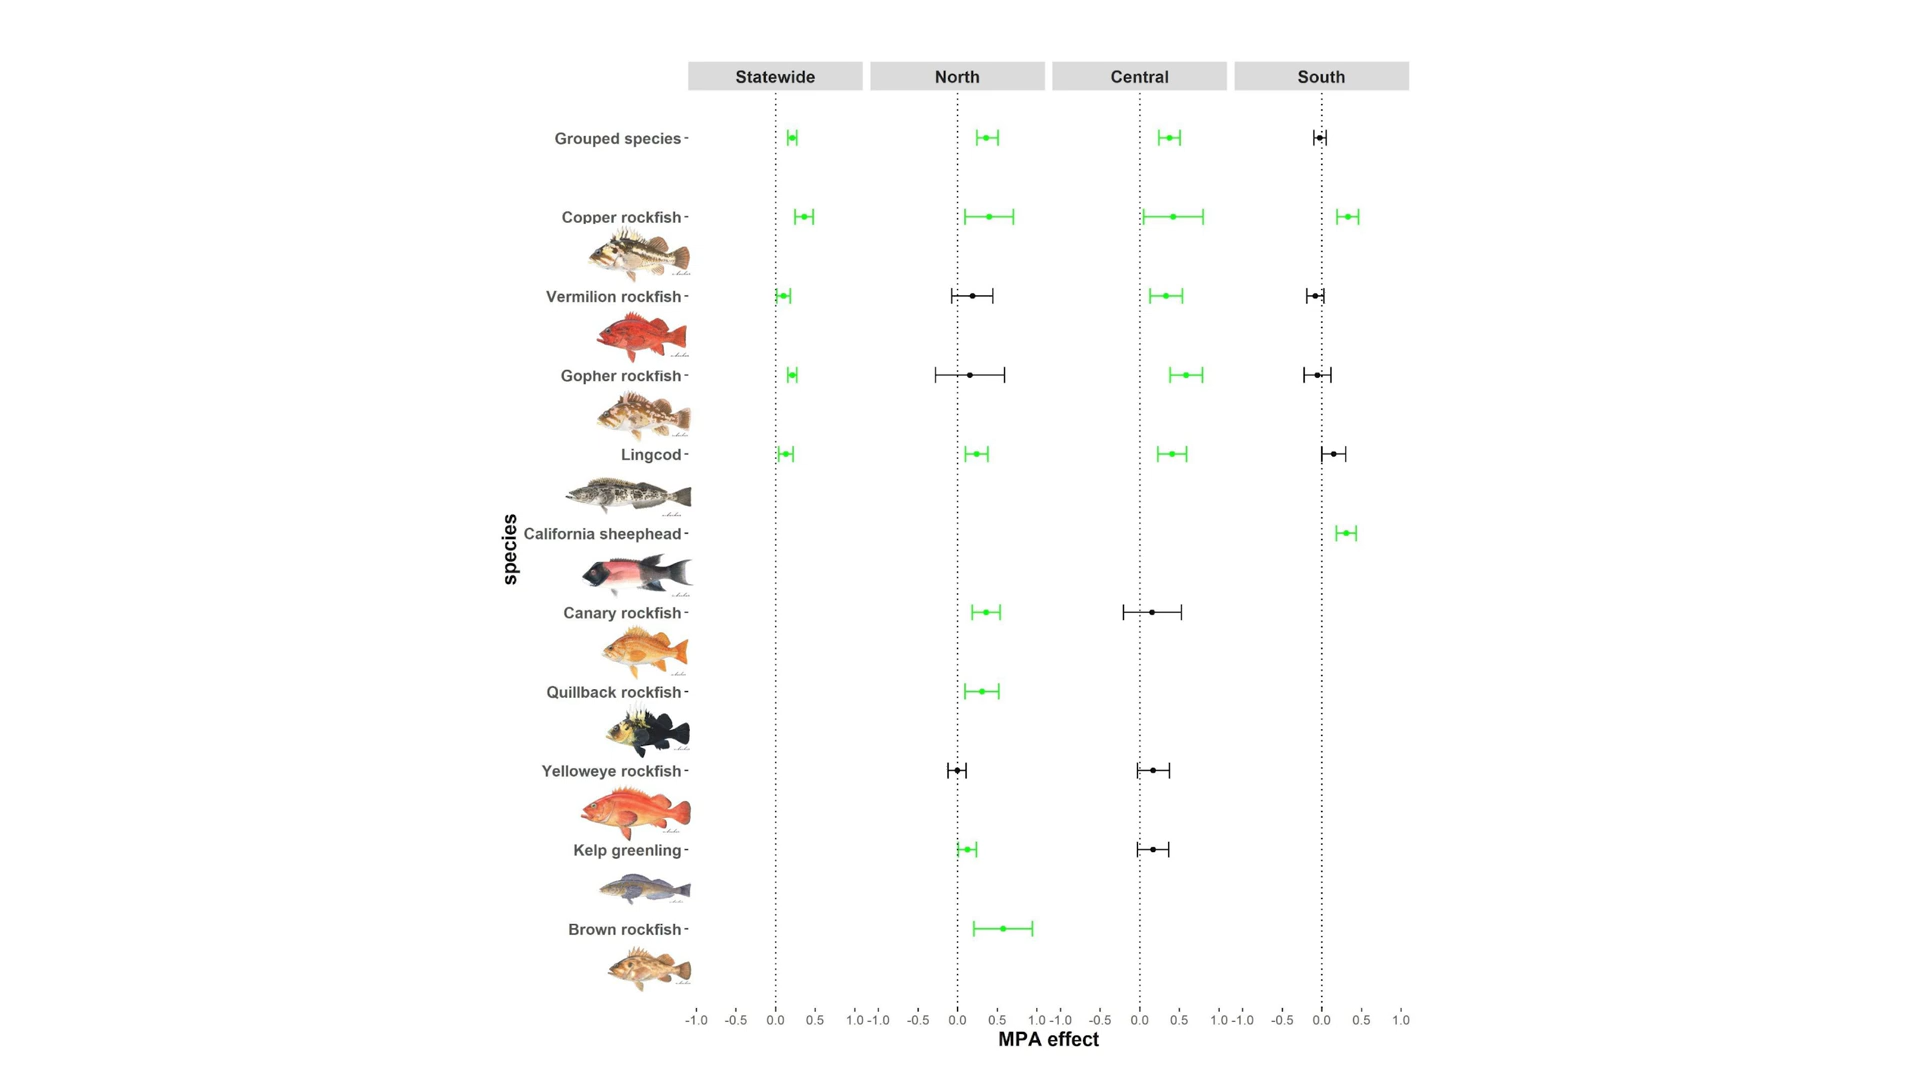 Statewide North Central South
Grouped species
Copper rockfish
Vermilion rockfish
Gopher rockfish
Lingcod
California sheephead
Canary rockfish
Quillback rockfish
Yelloweye rockfish
Kelp greenling
Brown rockfish
species
-1.0 -0.5 0.0 0.5 1.0 -1.0 -0.5 0.0 0.5 1.0 -1.0 -0.5 0.0 0.5 1.0 -1.0 -0.5 0.0 0.5 1.0
MPA effect